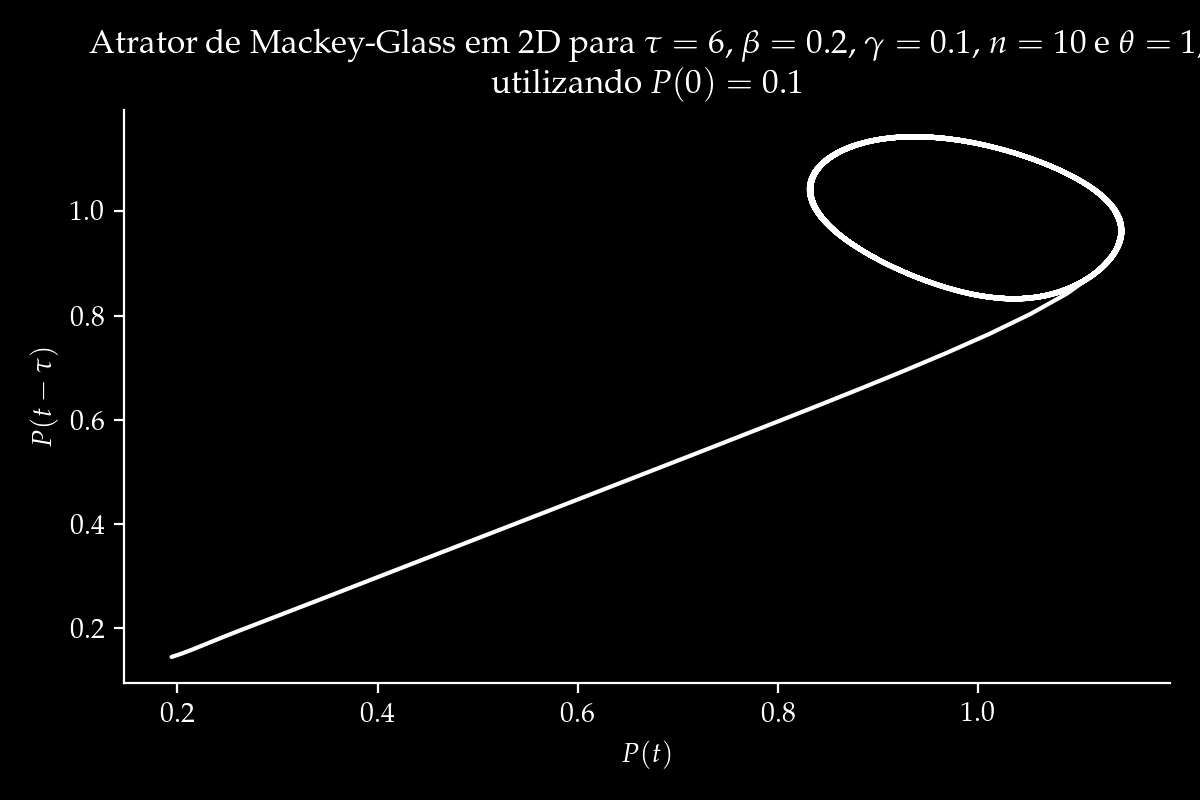 Atrator de Mackey-Glass em 2D para τ = 6, β = 0.2, γ = 0.1, n = 10 e θ = 1,
utilizando P(0) = 0.1
P(t − τ)
1.0
0.8
0.6
0.4
0.2
0.2 0.4 0.6 0.8 1.0
P(t)